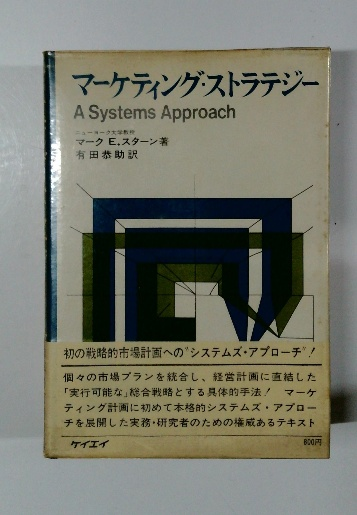 マーケティング・ストラテジー
A Systems Approach
ニューヨーク大学教授
マーク E.スターン著
有田恭助訳
初の戦略的市場計画への“システムズ・アプローチ”！
個々の市場プランを統合し、経営計画に直結した
「実行可能な」総合戦略とする具体的手法！ マーケ
ティング計画に初めて本格的システムズ・アプロー
チを展開した実務・研究者のための権威あるテキスト
ケイエイ
800円